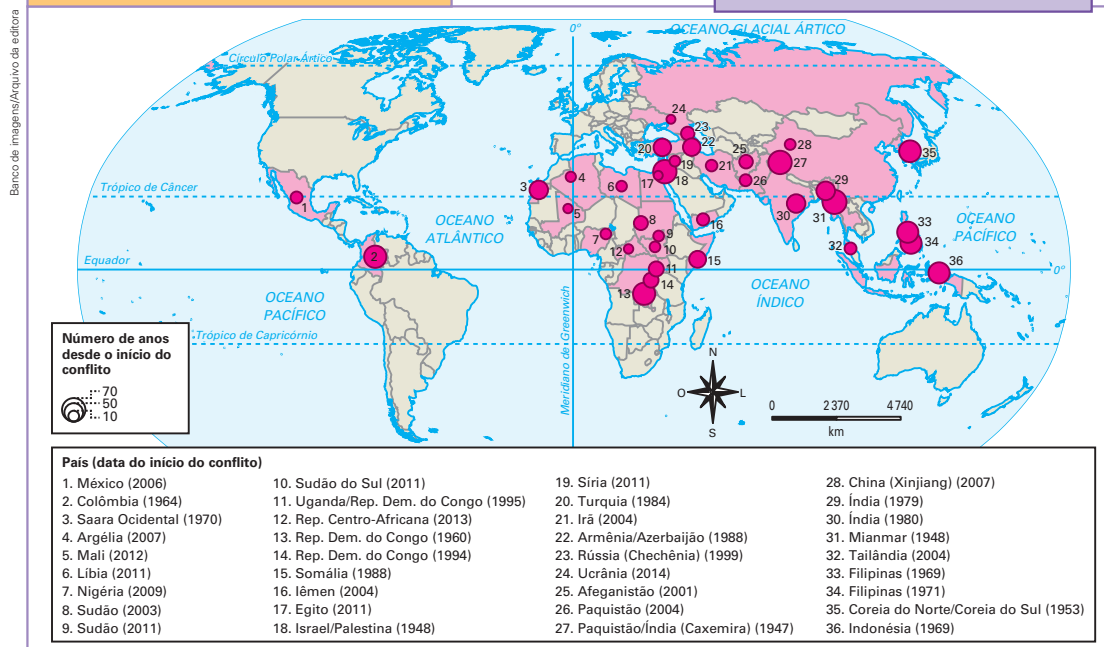 Banco de imagens/Arquivo da editora
0º
OCEANO GLACIAL ÁRTICO
Círculo Polar Ártico
24
23
22
20
19
21
25
28
27
35
Trópico de Câncer
1
3
4
6
17
18
26
29
30
31
OCEANO
ATLÂNTICO
5
8
16
7
9
10
12
33
34
32
OCEANO
PACÍFICO
2
15
Equador
0º
36
11
14
13
OCEANO
PACÍFICO
OCEANO
ÍNDICO
Meridiano de Greenwich
Trópico de Capricórnio
Número de anos
desde o início do
conflito
70
50
10
N
O
L
S
0 2 370 4 740
km
País (data do início do conflito)
1. México (2006)
2. Colômbia (1964)
3. Saara Ocidental (1970)
4. Argélia (2007)
5. Mali (2012)
6. Líbia (2011)
7. Nigéria (2009)
8. Sudão (2003)
9. Sudão (2011)
10. Sudão do Sul (2011)
11. Uganda/Rep. Dem. do Congo (1995)
12. Rep. Centro-Africana (2013)
13. Rep. Dem. do Congo (1960)
14. Rep. Dem. do Congo (1994)
15. Somália (1988)
16. Iêmen (2004)
17. Egito (2011)
18. Israel/Palestina (1948)
19. Síria (2011)
20. Turquia (1984)
21. Irã (2004)
22. Armênia/Azerbaijão (1988)
23. Rússia (Chechênia) (1999)
24. Ucrânia (2014)
25. Afeganistão (2001)
26. Paquistão (2004)
27. Paquistão/Índia (Caxemira) (1947)
28. China (Xinjiang) (2007)
29. Índia (1979)
30. Índia (1980)
31. Mianmar (1948)
32. Tailândia (2004)
33. Filipinas (1969)
34. Filipinas (1971)
35. Coreia do Norte/Coreia do Sul (1953)
36. Indonésia (1969)